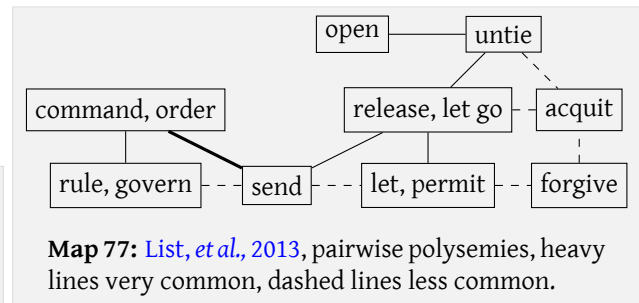 open
untie
command, order
release, let go
acquit
rule, govern
send
let, permit
forgive
Map 77: List, et al., 2013, pairwise polysemies, heavy
lines very common, dashed lines less common.